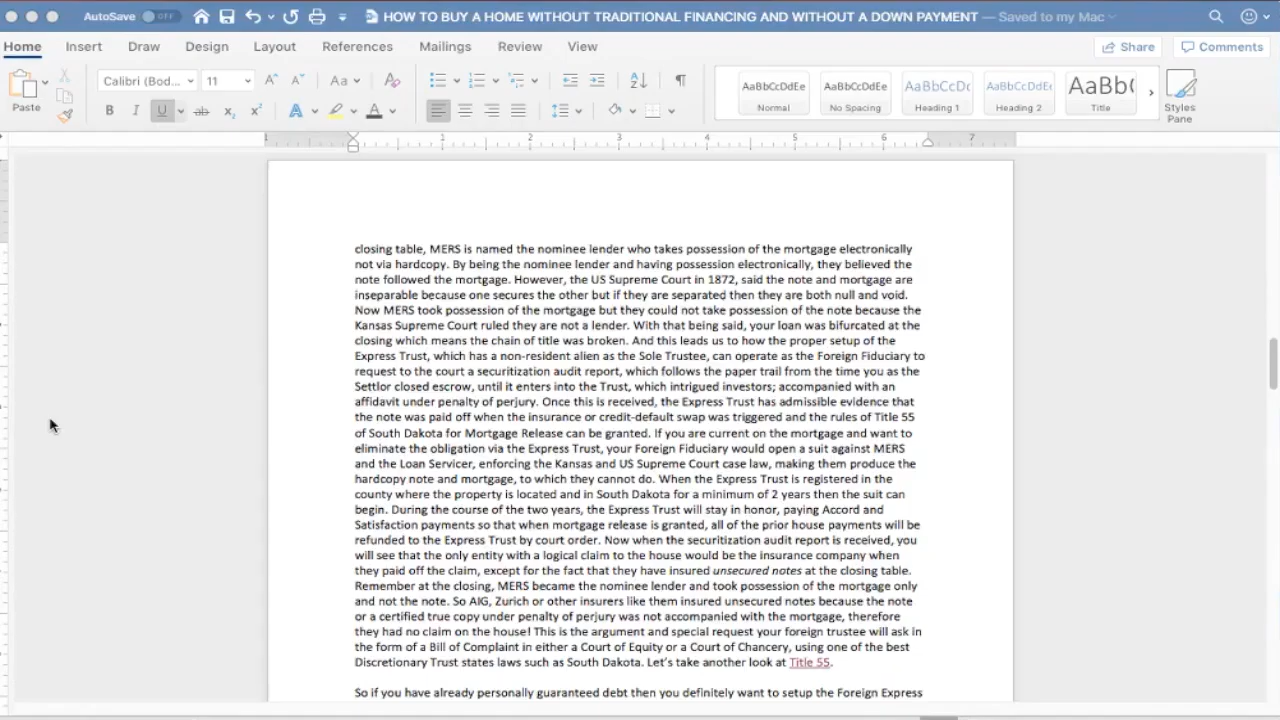 AutoSave OFF HOW TO BUY A HOME WITHOUT TRADITIONAL FINANCING AND WITHOUT A DOWN PAYMENT — Saved to my Mac
Home Insert Draw Design Layout References Mailings Review View Share Comments
Paste Calibri (Bod... 11
AaBbCcDdEe AaBbCcDdEe AaBbCcDc AaBbCcDdEe AaBb(
Normal No Spacing Heading 1 Heading 2 Title Styles Pane
1 1 2 3 4 5 6 7
closing table, MERS is named the nominee lender who takes possession of the mortgage electronically
not via hardcopy. By being the nominee lender and having possession electronically, they believed the
note followed the mortgage. However, the US Supreme Court in 1872, said the note and mortgage are
inseparable because one secures the other but if they are separated then they are both null and void.
Now MERS took possession of the mortgage but they could not take possession of the note because the
Kansas Supreme Court ruled they are not a lender. With that being said, your loan was bifurcated at the
closing which means the chain of title was broken. And this leads us to how the proper setup of the
Express Trust, which has a non-resident alien as the Sole Trustee, can operate as the Foreign Fiduciary to
request to the court a securitization audit report, which follows the paper trail from the time you as the
Settlor closed escrow, until it enters into the Trust, which intrigued investors; accompanied with an
affidavit under penalty of perjury. Once this is received, the Express Trust has admissible evidence that
the note was paid off when the insurance or credit-default swap was triggered and the rules of Title 55
of South Dakota for Mortgage Release can be granted. If you are current on the mortgage and want to
eliminate the obligation via the Express Trust, your Foreign Fiduciary would open a suit against MERS
and the Loan Servicer, enforcing the Kansas and US Supreme Court case law, making them produce the
hardcopy note and mortgage, to which they cannot do. When the Express Trust is registered in the
county where the property is located and in South Dakota for a minimum of 2 years then the suit can
begin. During the course of the two years, the Express Trust will stay in honor, paying Accord and
Satisfaction payments so that when mortgage release is granted, all of the prior house payments will be
refunded to the Express Trust by court order. Now when the securitization audit report is received, you
will see that the only entity with a logical claim to the house would be the insurance company when
they paid off the claim, except for the fact that they have insured unsecured notes at the closing table.
Remember at the closing, MERS became the nominee lender and took possession of the mortgage only
and not the note. So AIG, Zurich or other insurers like them insured unsecured notes because the note
or a certified true copy under penalty of perjury was not accompanied with the mortgage, therefore
they had no claim on the house! This is the argument and special request your foreign trustee will ask in
the form of a Bill of Complaint in either a Court of Equity or a Court of Chancery, using one of the best
Discretionary Trust states laws such as South Dakota. Let's take another look at Title 55.
So if you have already personally guaranteed debt then you definitely want to setup the Foreign Express